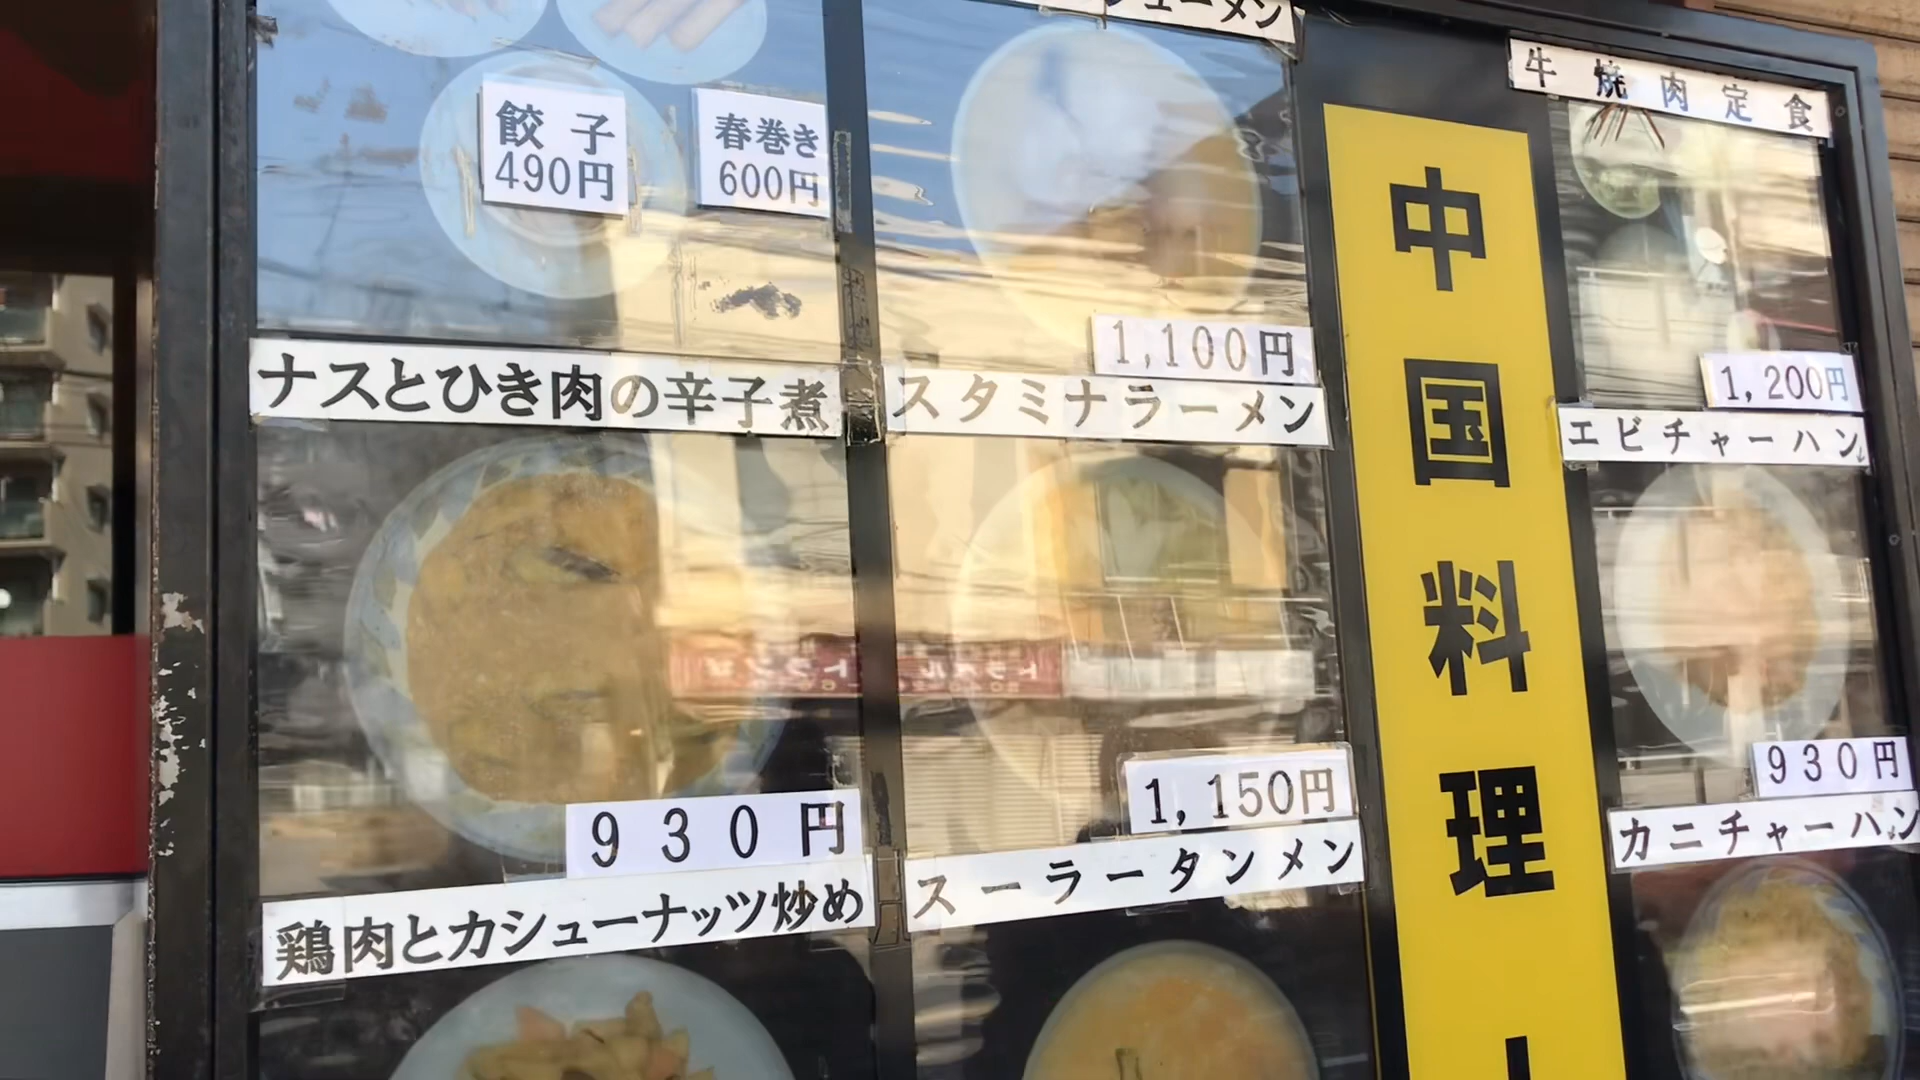 餃子
490円
春巻き
600円
ナスとひき肉の辛子煮
930円
鶏肉とカシューナッツ炒め
ューメン
1,100円
スタミナラーメン
1,150円
スーラータンメン
中国料理
牛焼肉定食
1,200円
エビチャーハン
930円
カニチャーハン